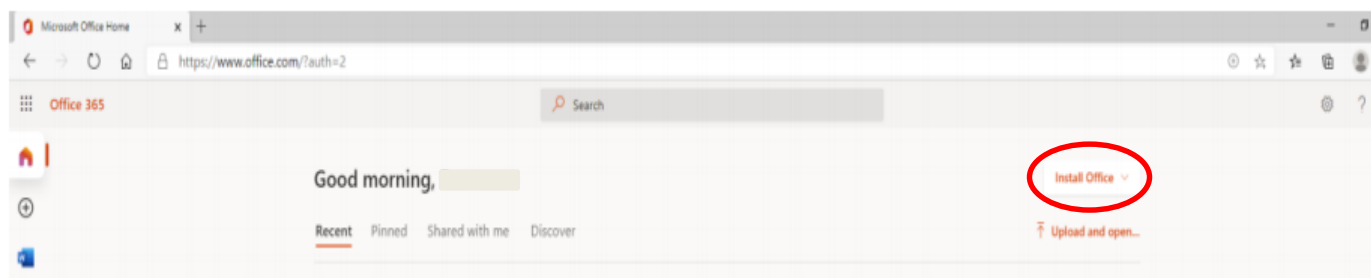 Microsoft Office Home
https://www.office.com/?auth=2
Office 365
Search
Good morning,
Install Office
Recent Pinned Shared with me Discover
Upload and open...